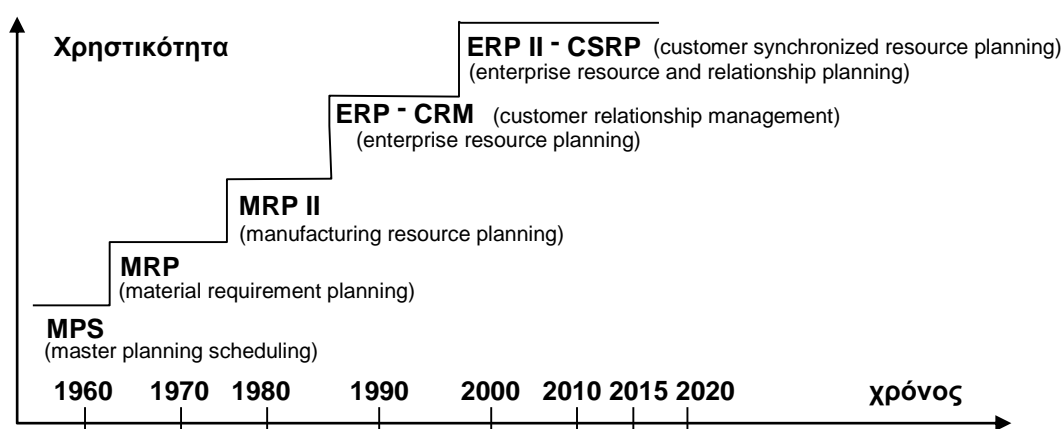 Χρηστικότητα
ERP II - CSRP (customer synchronized resource planning)
(enterprise resource and relationship planning)
ERP - CRM (customer relationship management)
(enterprise resource planning)
MRP II
(manufacturing resource planning)
MRP
(material requirement planning)
MPS
(master planning scheduling)
1960 1970 1980 1990 2000 2010 2015 2020 χρόνος